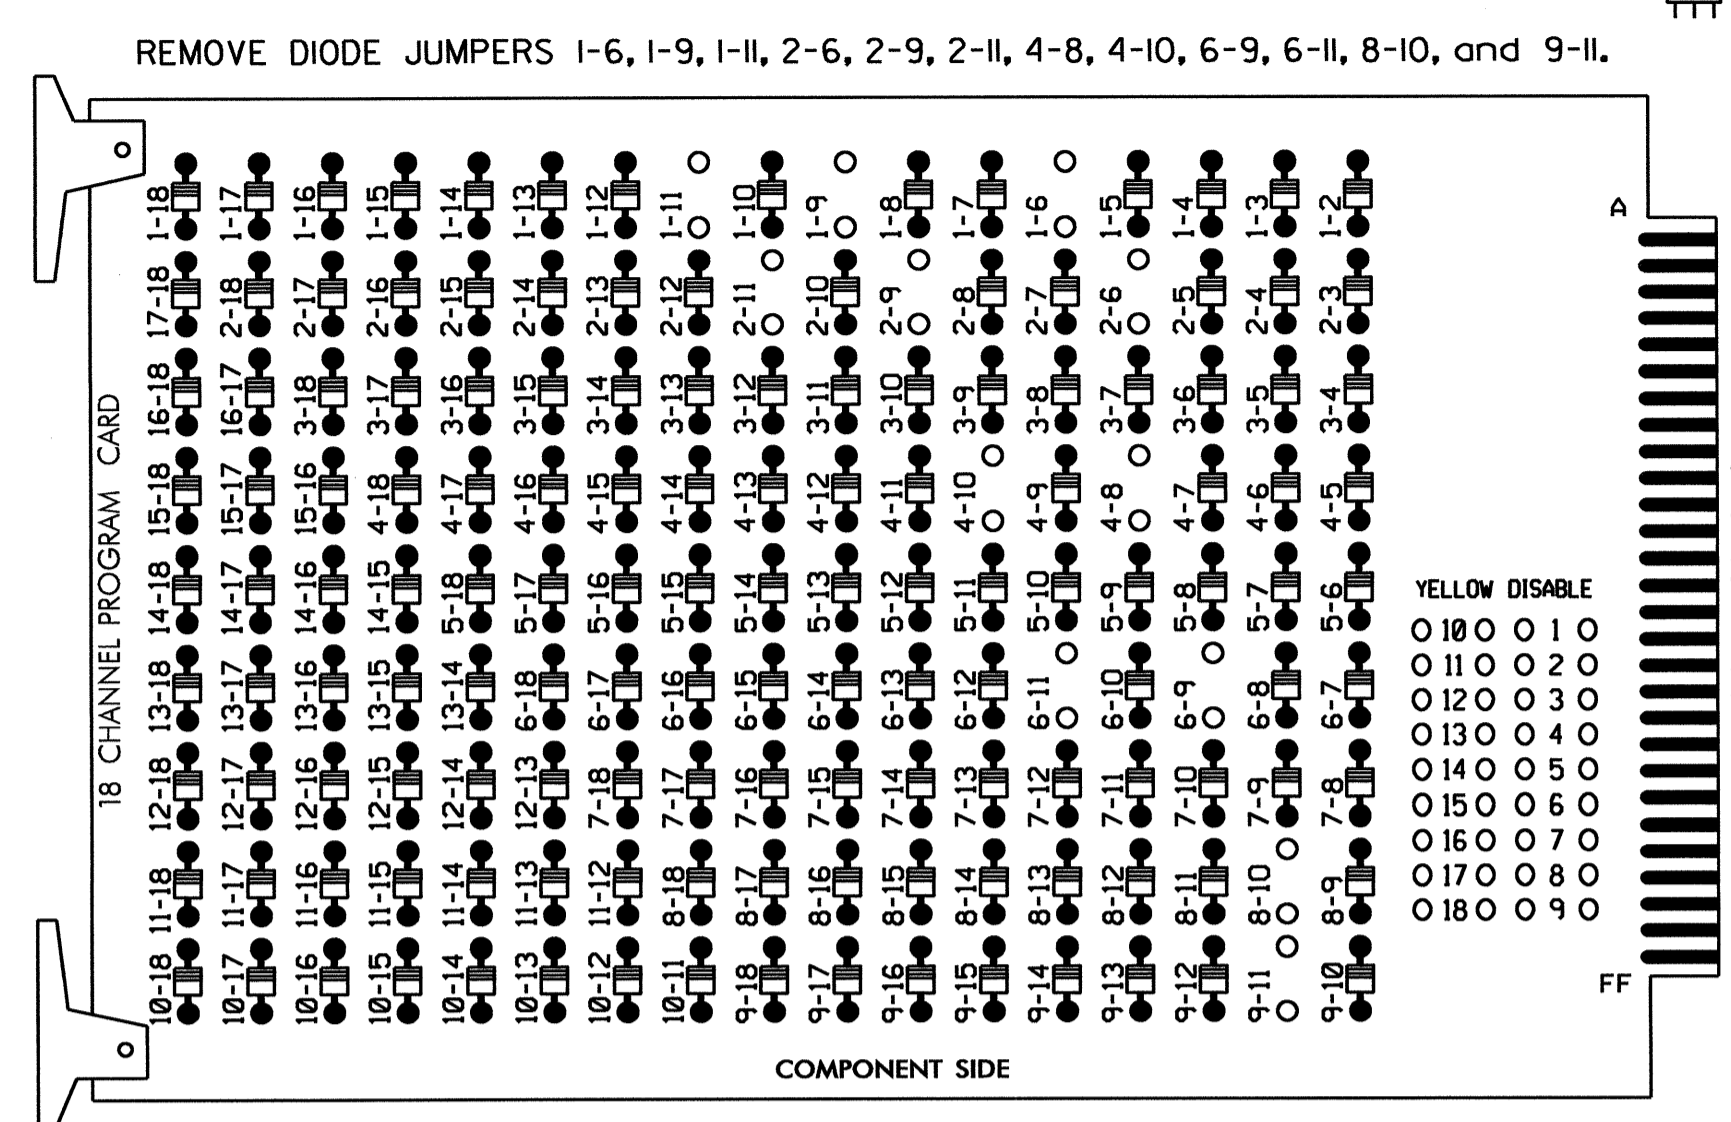 REMOVE DIODE JUMPERS 1-6, 1-9, 1-11, 2-6, 2-9, 2-11, 4-8, 4-10, 6-9, 6-11, 8-10, and 9-11.
1-18 1-17 1-16 1-15 1-14 1-13 1-12 1-11 1-10 1-9 1-8 1-7 1-6 1-5 1-4 1-3 1-2
A
17-18 2-18 2-17 2-16 2-15 2-14 2-13 2-12 2-11 2-10 2-9 2-8 2-7 2-6 2-5 2-4 2-3
16-18 16-17 3-18 3-17 3-16 3-15 3-14 3-13 3-12 3-11 3-10 3-9 3-8 3-7 3-6 3-5 3-4
15-18 15-17 15-16 4-18 4-17 4-16 4-15 4-14 4-13 4-12 4-11 4-10 4-9 4-8 4-7 4-6 4-5
14-18 14-17 14-16 14-15 5-18 5-17 5-16 5-15 5-14 5-13 5-12 5-11 5-10 5-9 5-8 5-7 5-6
13-18 13-17 13-16 13-15 13-14 6-18 6-17 6-16 6-15 6-14 6-13 6-12 6-11 6-10 6-9 6-8 6-7
12-18 12-17 12-16 12-15 12-14 12-13 7-18 7-17 7-16 7-15 7-14 7-13 7-12 7-11 7-10 7-9 7-8
11-18 11-17 11-16 11-15 11-14 11-13 11-12 8-18 8-17 8-16 8-15 8-14 8-13 8-12 8-11 8-10 8-9
10-18 10-17 10-16 10-15 10-14 10-13 10-12 10-11 9-18 9-17 9-16 9-15 9-14 9-13 9-12 9-11 9-10
18 CHANNEL PROGRAM CARD
YELLOW DISABLE
10 1
11 2
12 3
13 4
14 5
15 6
16 7
17 8
18 9
FF
COMPONENT SIDE